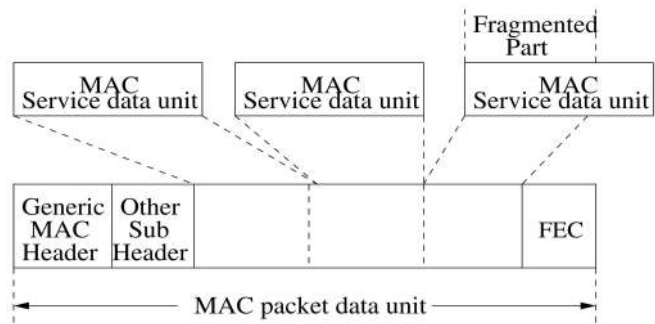 Fragmented
Part
MAC
Service data unit
MAC
Service data unit
MAC
Service data unit
Generic
MAC
Header
Other
Sub
Header
FEC
MAC packet data unit